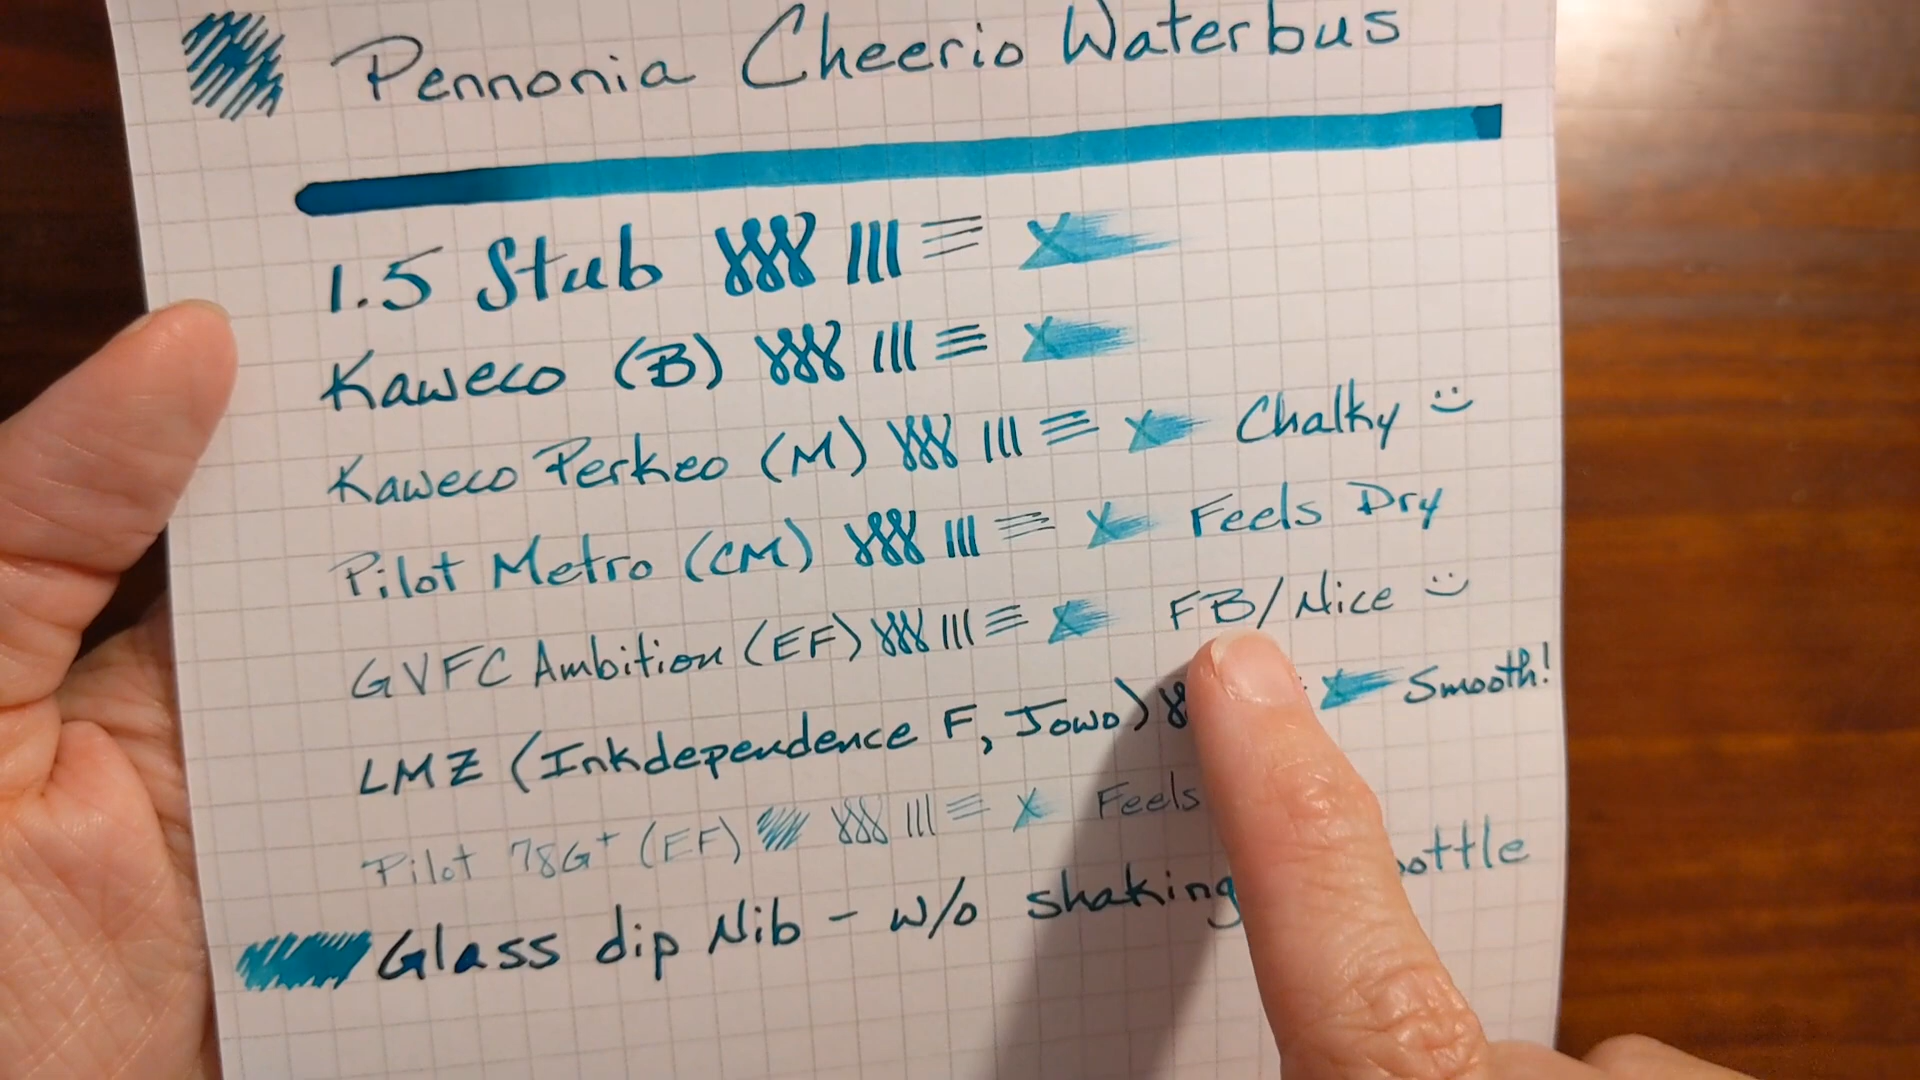 Pennonia Cheerio Waterbus
1.5 Stub
Kaweco (B)
Kaweco Perkeo (M) Chalky
Pilot Metro (CM) Feels Dry
GVFC Ambition (EF) FB/Nice
LMZ (Inkdependence F, Jowo) Smooth!
Pilot 78G+ (EF) Feels
Glass dip Nib - w/o shaking